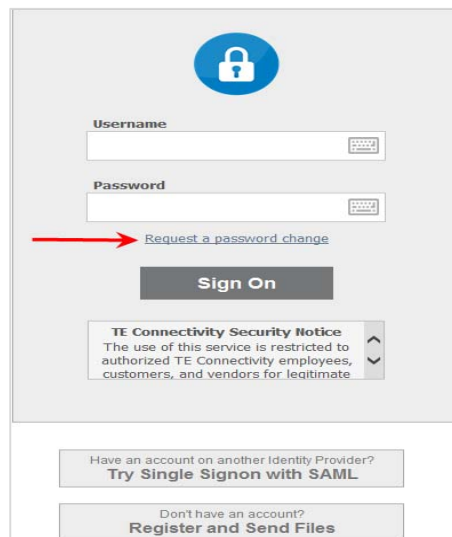 Username
Password
Request a password change
Sign On
TE Connectivity Security Notice
The use of this service is restricted to
authorized TE Connectivity employees,
customers, and vendors for legitimate
Have an account on another Identity Provider?
Try Single Signon with SAML
Don't have an account?
Register and Send Files